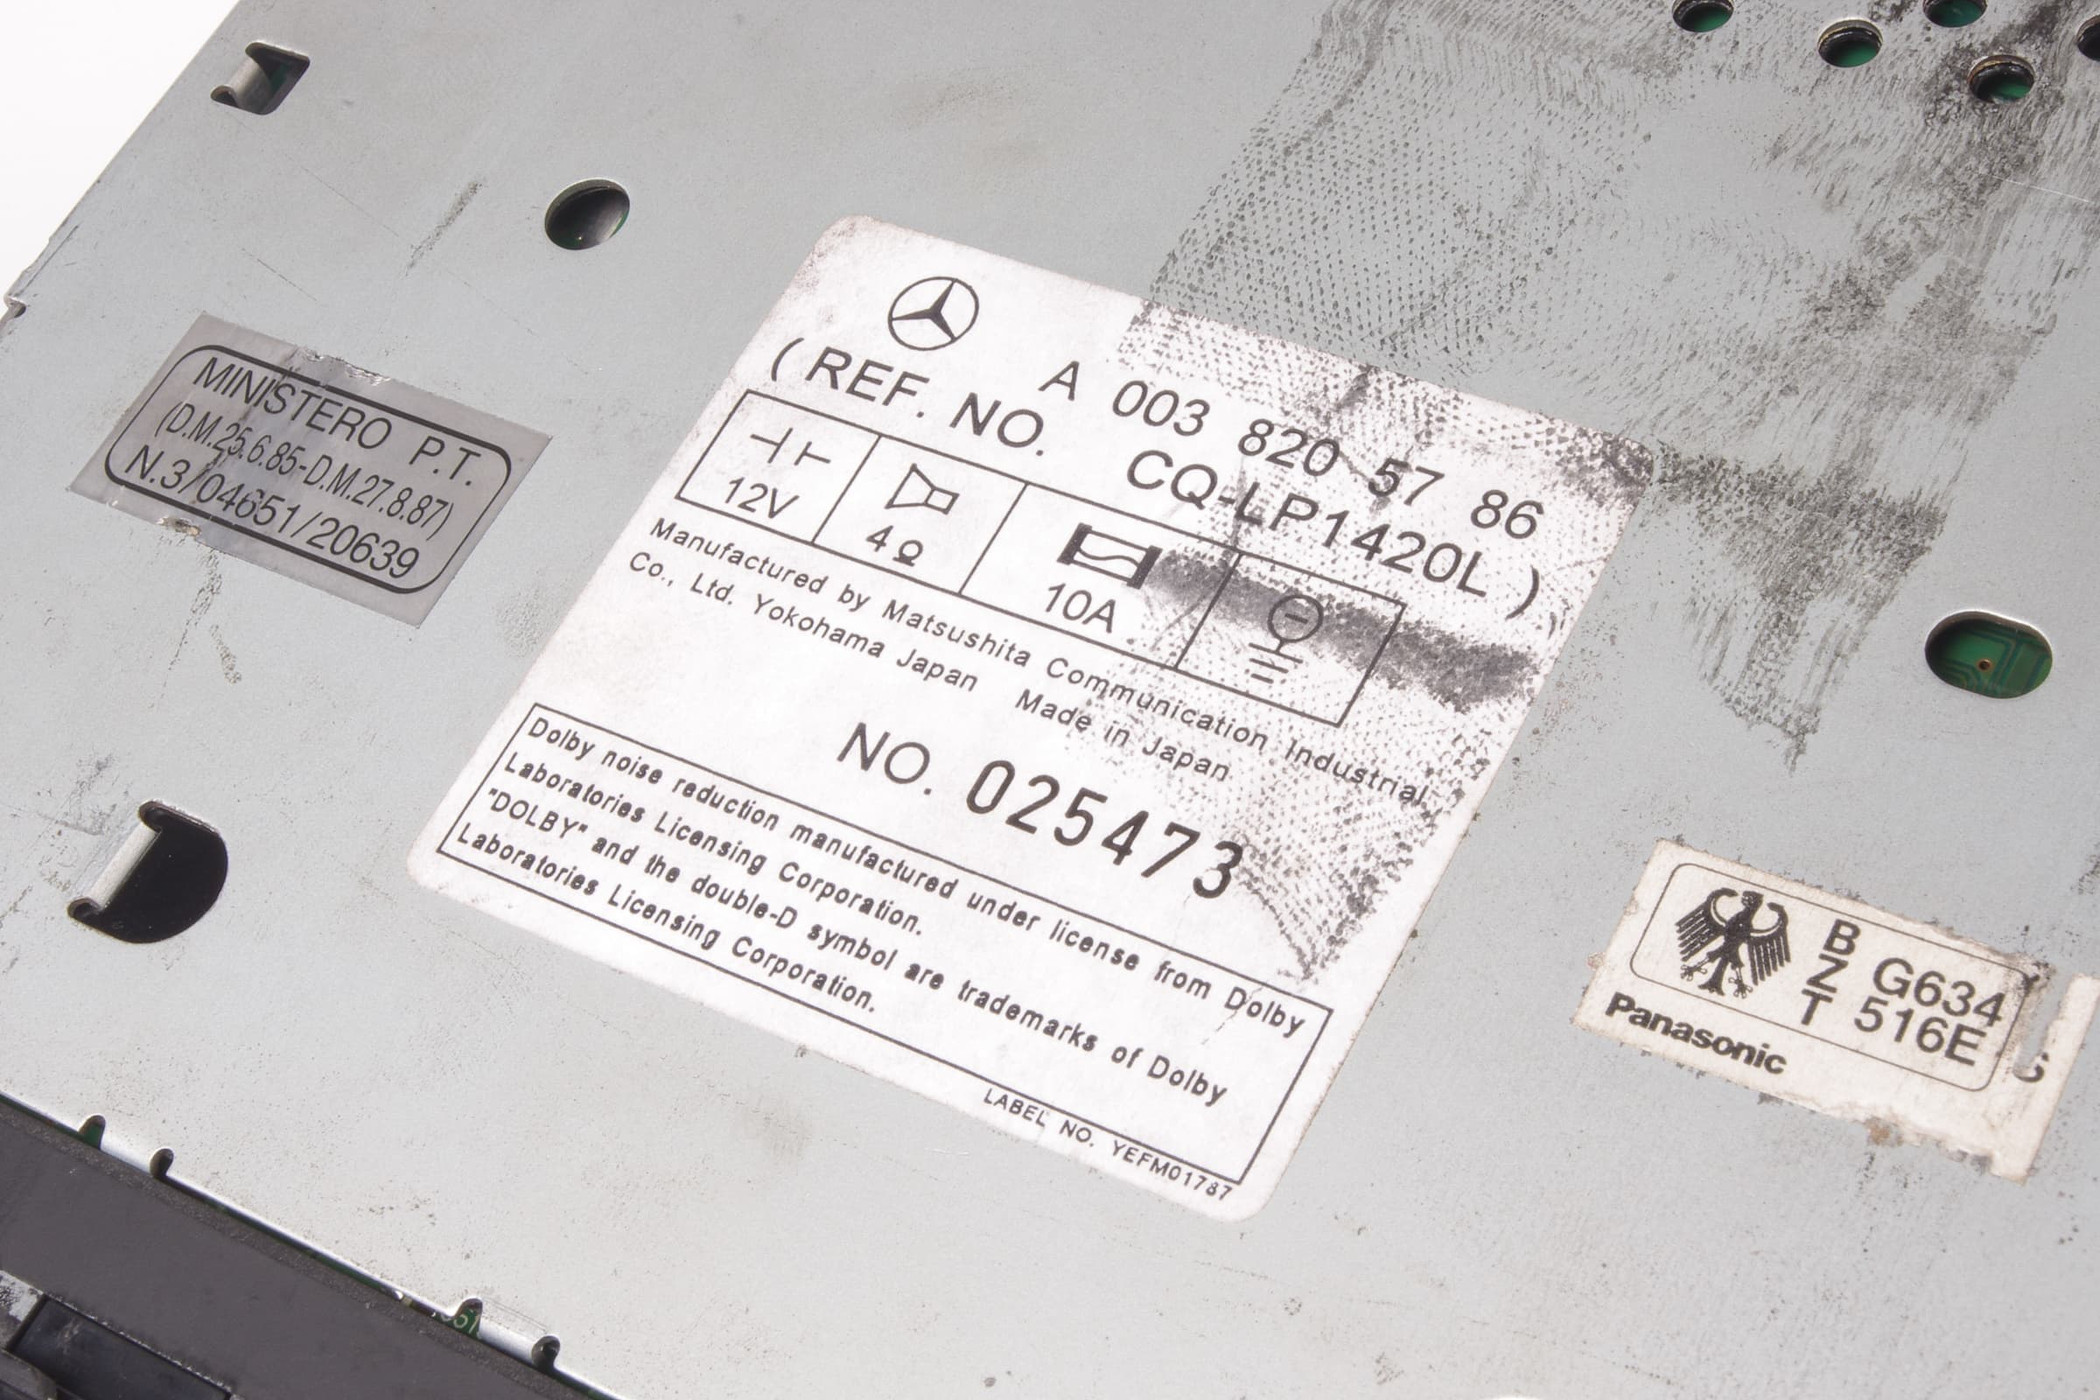 MINISTERO P.T.
(D.M.25.6.85-D.M.27.8.87)
N.3/04651/20639
A 003 820 57 86
( REF. NO. CQ-LP1420L )
12V
4 Ω
10A
Manufactured by Matsushita Communication Industrial
Co., Ltd. Yokohama Japan Made in Japan
NO. 025473
Dolby noise reduction manufactured under license from Dolby
Laboratories Licensing Corporation.
"DOLBY" and the double-D symbol are trademarks of Dolby
Laboratories Licensing Corporation.
LABEL NO. YEFM01787
B
Z G634
T 516E
Panasonic